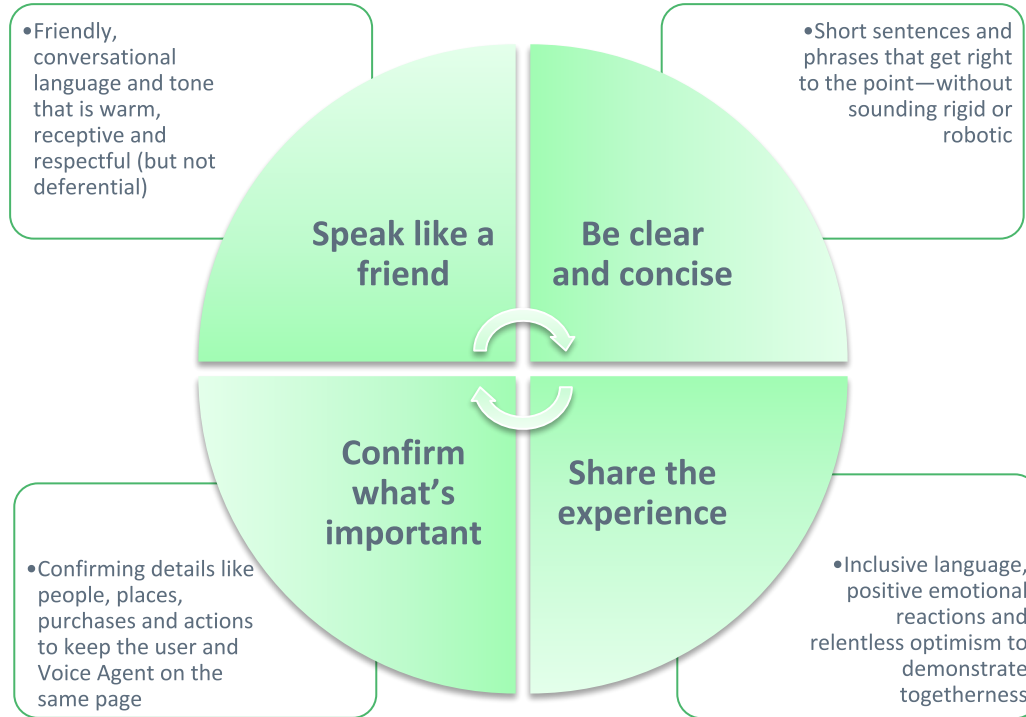 •Friendly,
conversational
language and tone
that is warm,
receptive and
respectful (but not
deferential)
•Short sentences and
phrases that get right
to the point—without
sounding rigid or
robotic
Speak like a
friend
Be clear
and concise
Confirm
what’s
important
Share the
experience
•Confirming details like
people, places,
purchases and actions
to keep the user and
Voice Agent on the
same page
•Inclusive language,
positive emotional
reactions and
relentless optimism to
demonstrate
togetherness